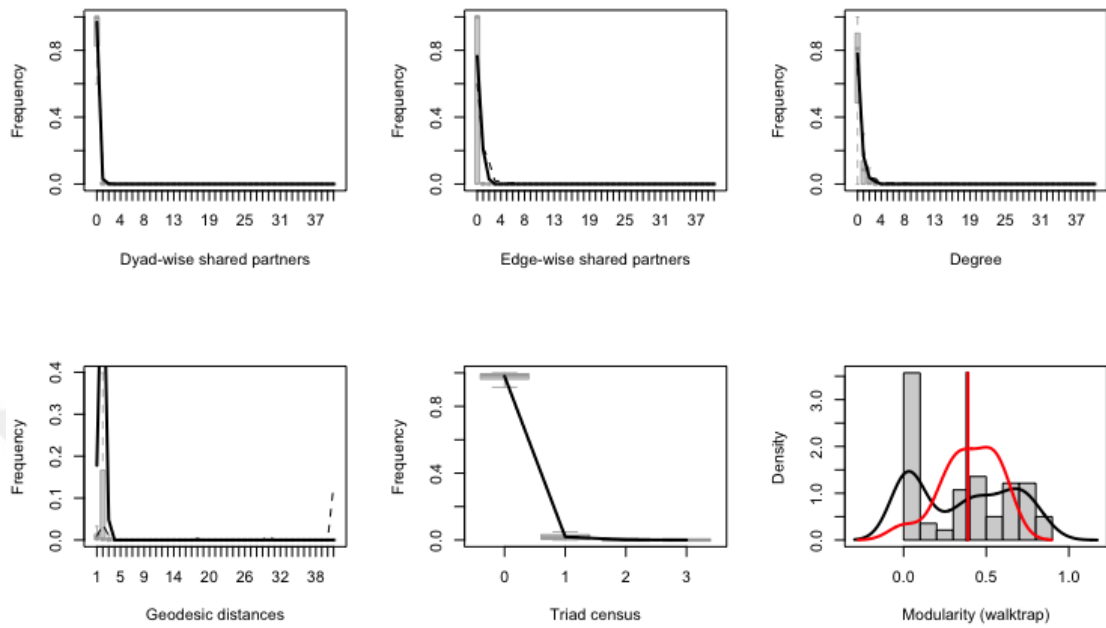 Frequency
0.0 0.4 0.8
0 4 8 13 19 25 31 37
Dyad-wise shared partners
Frequency
0.0 0.4 0.8
0 4 8 13 19 25 31 37
Edge-wise shared partners
Frequency
0.0 0.4 0.8
0 4 8 13 19 25 31 37
Degree
Frequency
0.0 0.1 0.2 0.3 0.4
1 5 9 14 20 26 32 38
Geodesic distances
Frequency
0.0 0.4 0.8
0 1 2 3
Triad census
Density
0.0 1.0 2.0 3.0
0.0 0.5 1.0
Modularity (walktrap)